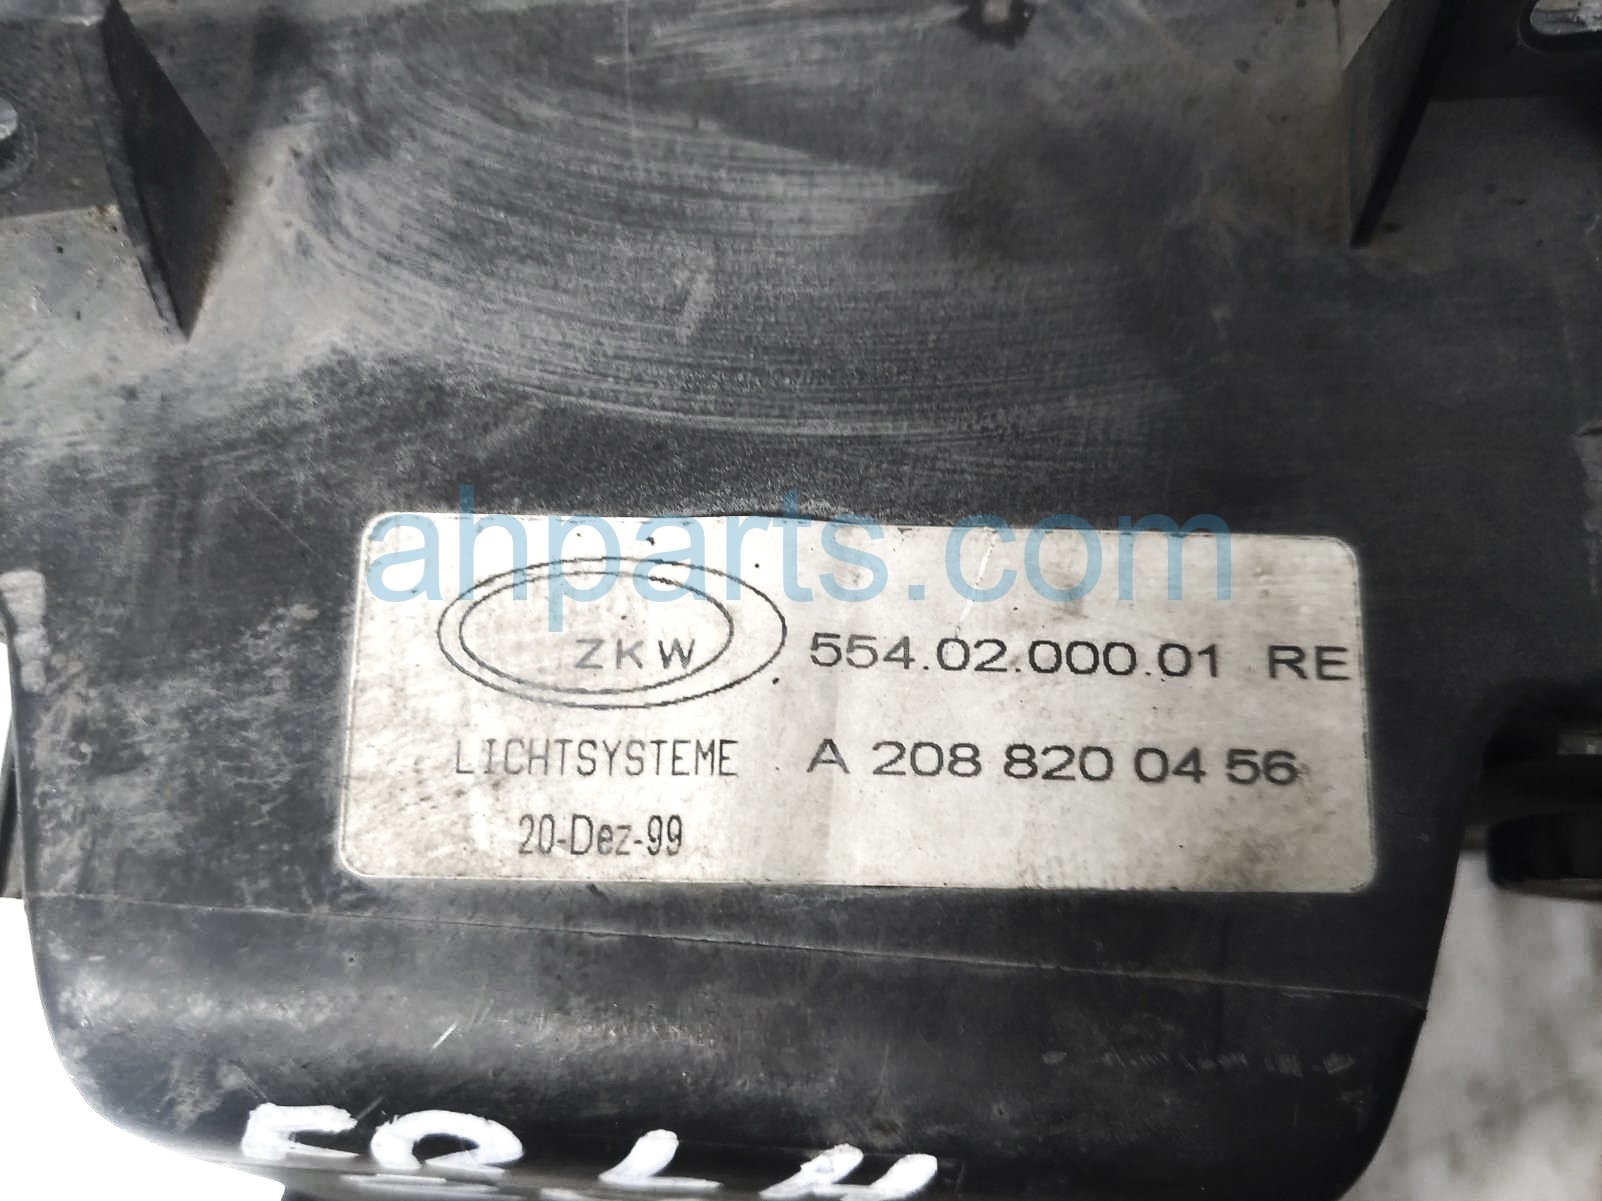 ahparts.com
ZKW 554.02.000.01 RE
LICHTSYSTEME A 208 820 04 56
20-Dez-99